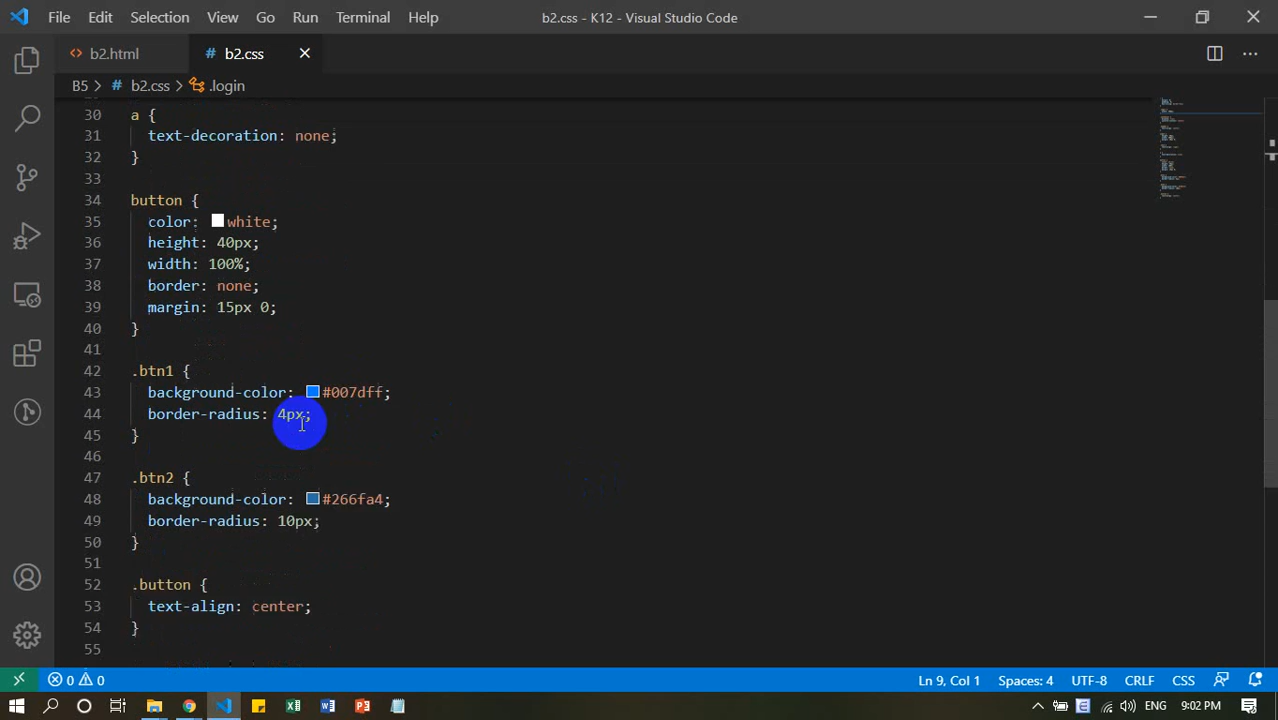 File Edit Selection View Go Run Terminal Help b2.css - K12 - Visual Studio Code
b2.html # b2.css
B5 > # b2.css > .login
30 a {
31 text-decoration: none;
32 }
33
34 button {
35 color: white;
36 height: 40px;
37 width: 100%;
38 border: none;
39 margin: 15px 0;
40 }
41
42 .btn1 {
43 background-color: #007dff;
44 border-radius: 4px;
45 }
46
47 .btn2 {
48 background-color: #266fa4;
49 border-radius: 10px;
50 }
51
52 .button {
53 text-align: center;
54 }
55
0 0 Ln 9, Col 1 Spaces: 4 UTF-8 CRLF CSS
ENG 9:02 PM